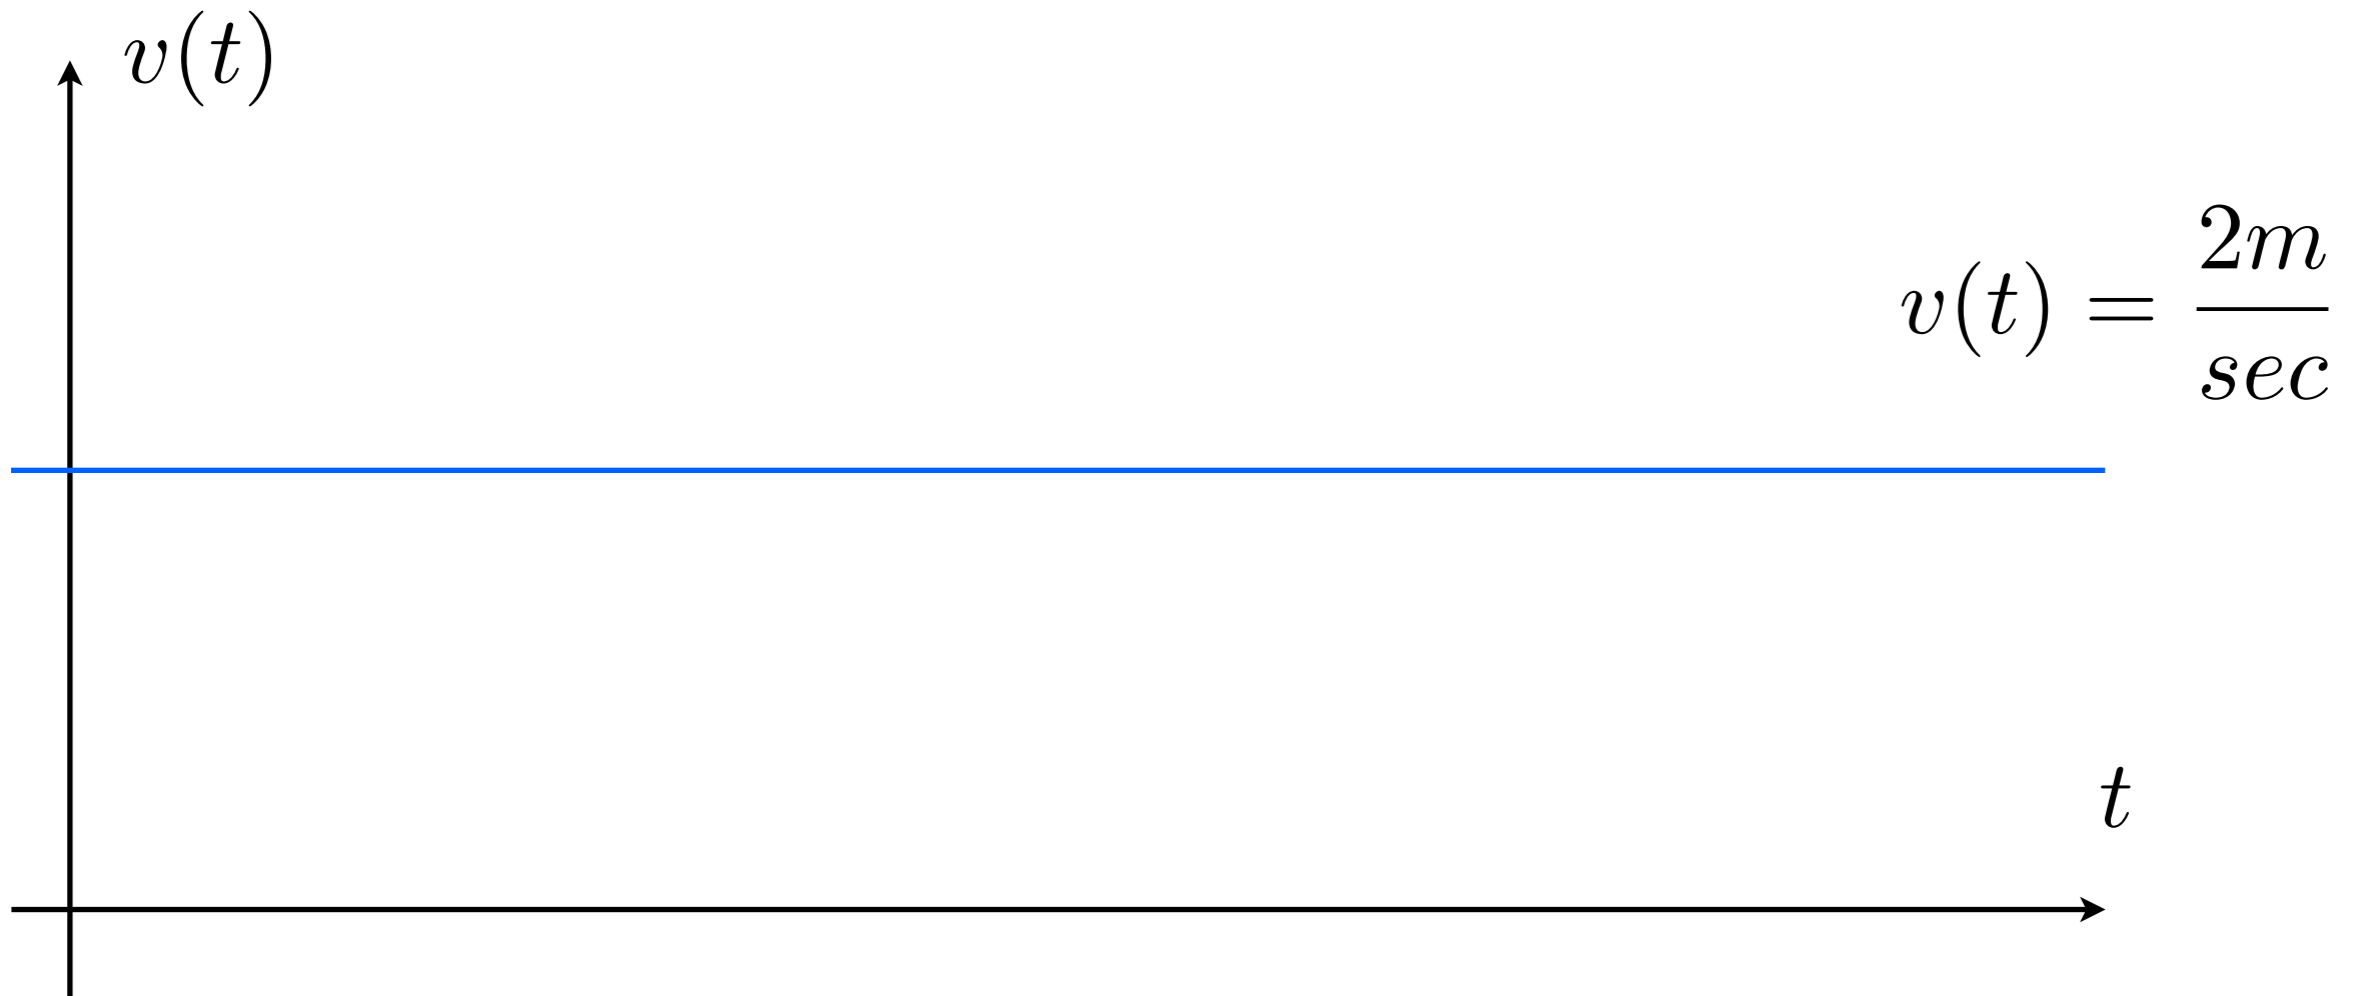 v(t)
v(t) = 2m/sec
t